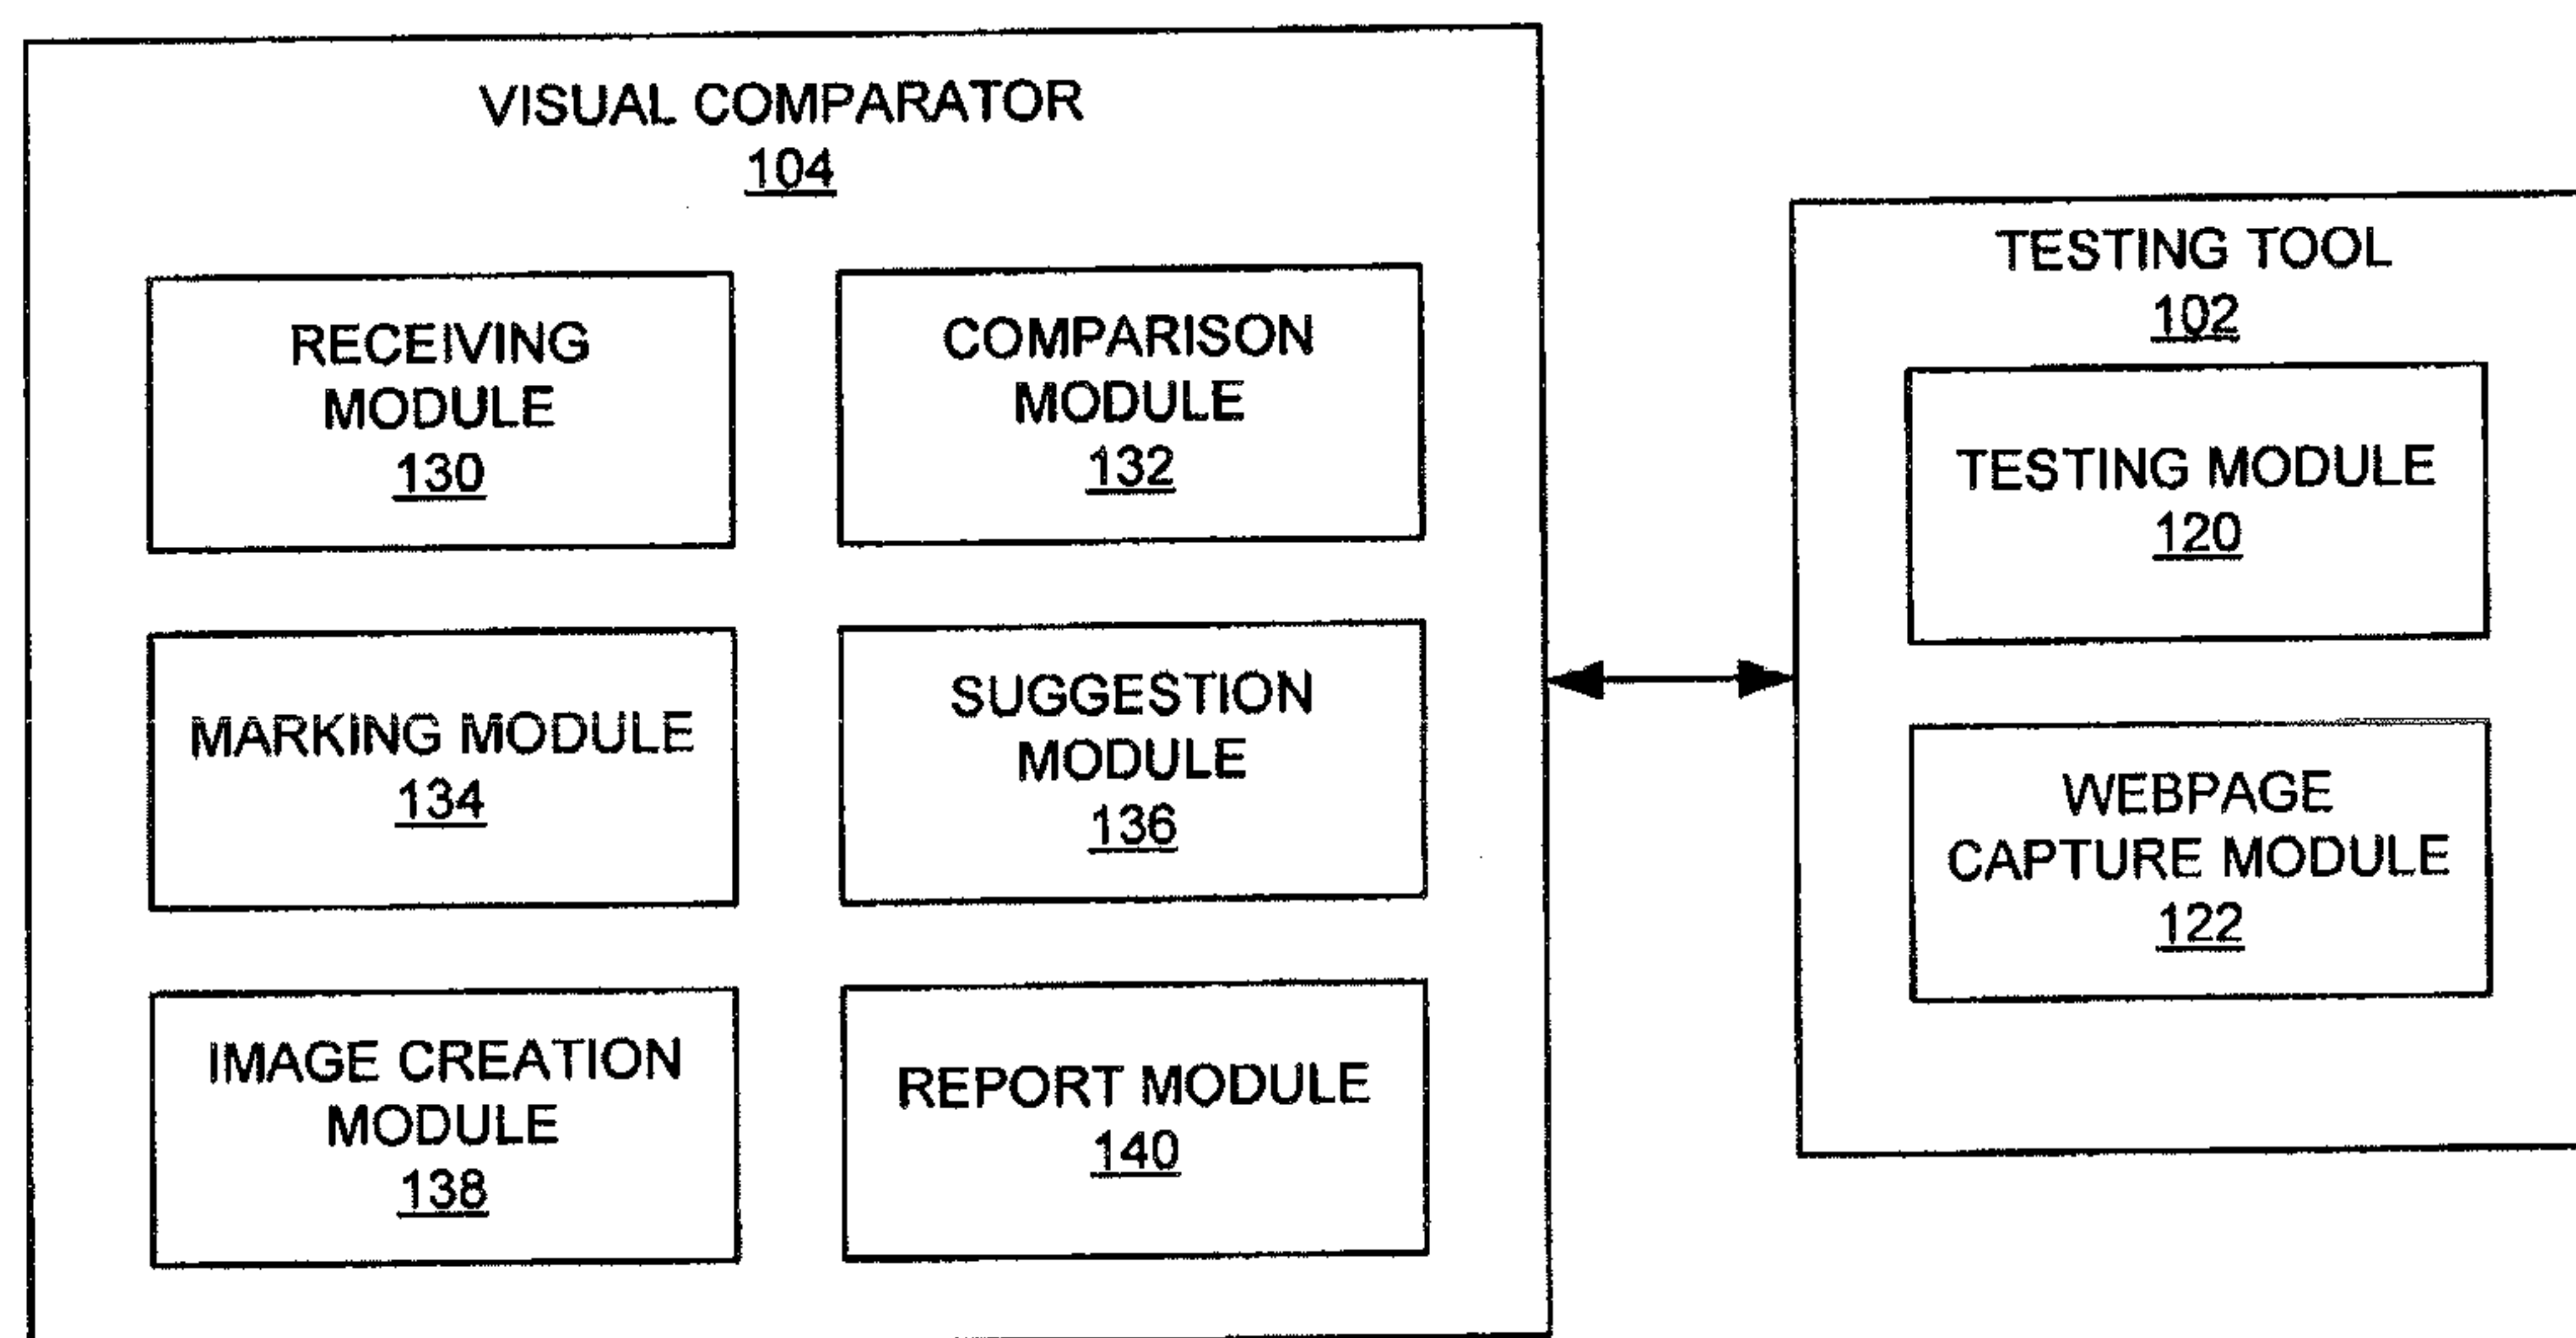 VISUAL COMPARATOR
104
RECEIVING
MODULE
130
COMPARISON
MODULE
132
MARKING MODULE
134
SUGGESTION
MODULE
136
IMAGE CREATION
MODULE
138
REPORT MODULE
140
TESTING TOOL
102
TESTING MODULE
120
WEBPAGE
CAPTURE MODULE
122